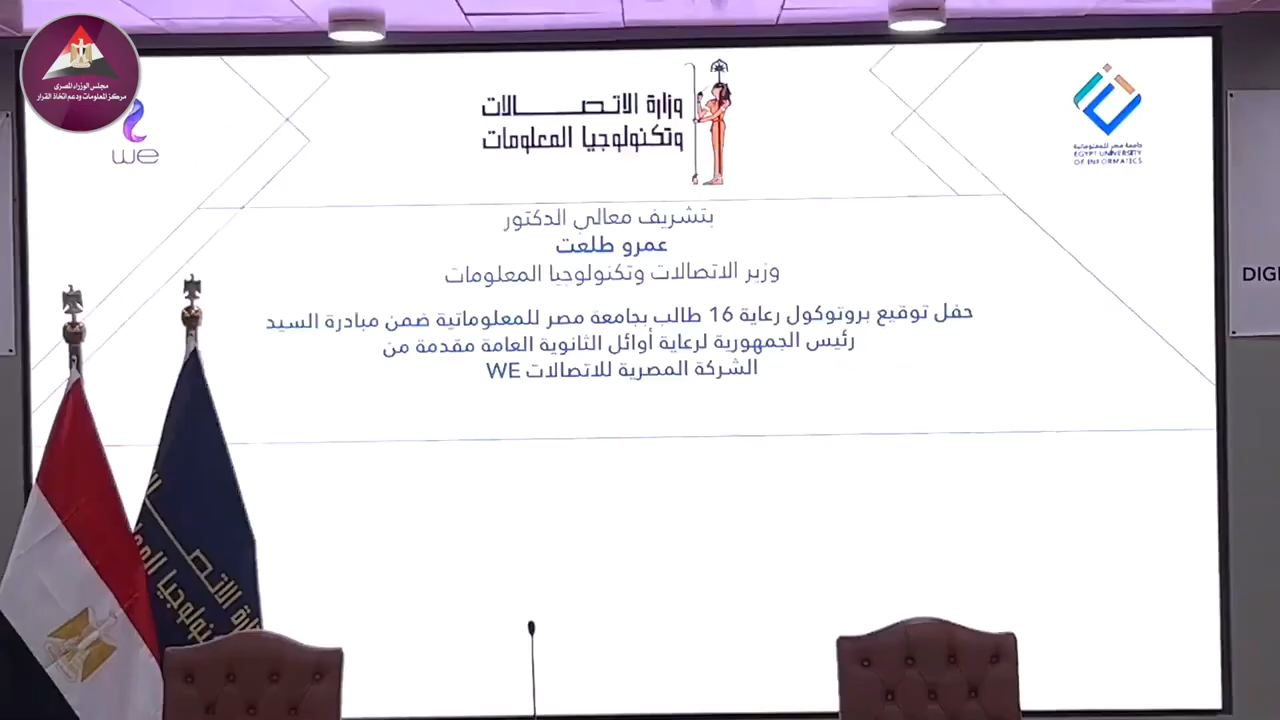 مجلس الوزراء المصرى
مركز المعلومات ودعم اتخاذ القرار
we
وزارة الاتصالات
وتكنولوجيا المعلومات
جامعة مصر للمعلوماتية
EGYPT UNIVERSITY
OF INFORMATICS
بتشريف معالي الدكتور
عمرو طلعت
وزير الاتصالات وتكنولوجيا المعلومات
حفل توقيع بروتوكول رعاية 16 طالب بجامعة مصر للمعلوماتية ضمن مبادرة السيد
رئيس الجمهورية لرعاية أوائل الثانوية العامة مقدمة من
الشركة المصرية للاتصالات WE